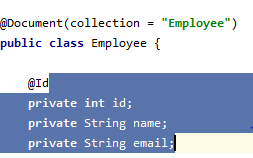 @Document(collection = "Employee")
public class Employee {
@Id
private int id;
private String name;
private String email;